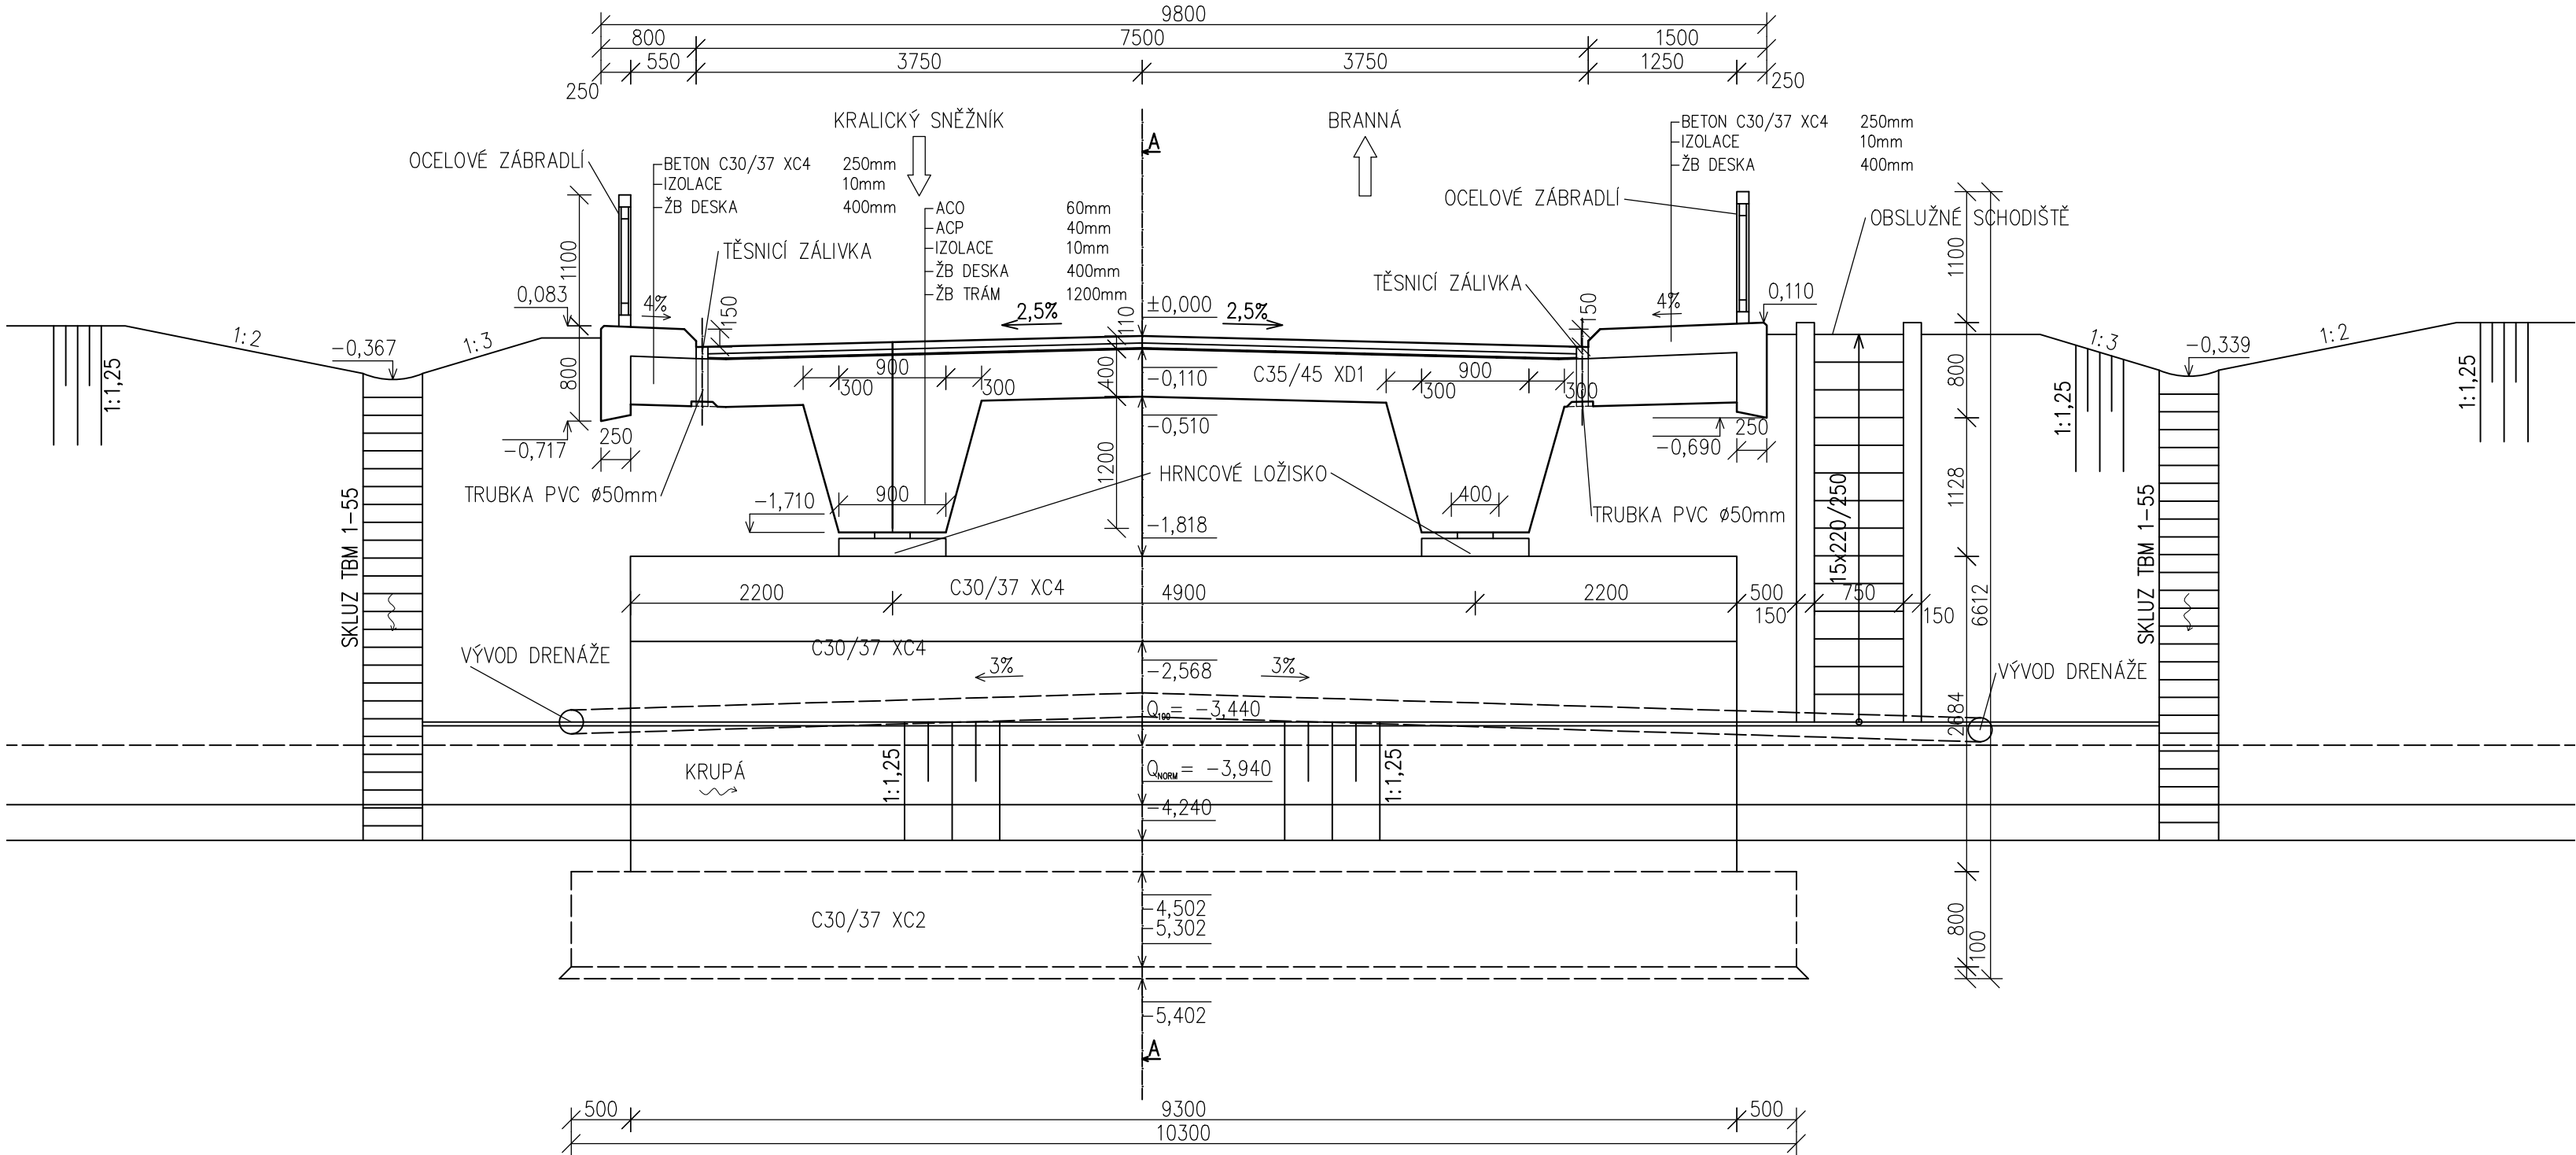 9800
800
7500
1500
550
3750
3750
1250
250
250
KRALICKÝ SNĚŽNÍK
BRANNÁ
A
OCELOVÉ ZÁBRADLÍ
BETON C30/37 XC4 250mm
IZOLACE 10mm
ŽB DESKA 400mm
ACO 60mm
ACP 40mm
IZOLACE 10mm
ŽB DESKA 400mm
ŽB TRÁM 1200mm
BETON C30/37 XC4 250mm
IZOLACE 10mm
ŽB DESKA 400mm
OCELOVÉ ZÁBRADLÍ
OBSLUŽNÉ SCHODIŠTĚ
TĚSNICÍ ZÁLIVKA
TĚSNICÍ ZÁLIVKA
1100
0,083
4%
150
2,5%
±0,000
2,5%
110
150
4%
0,110
1100
1:2
-0,367
1:3
1:1,25
800
900
300
300
400
-0,110
C35/45 XD1
900
300
300
800
1:3
-0,339
1:2
1:1,25
1:1,25
250
-0,717
-0,510
-0,690
250
1200
HRNCOVÉ LOŽISKO
TRUBKA PVC ø50mm
-1,710
900
400
TRUBKA PVC ø50mm
-1,818
1128
15x220/250
SKLUZ TBM 1-55
SKLUZ TBM 1-55
2200
C30/37 XC4
4900
2200
500
750
150
150
6612
C30/37 XC4
VÝVOD DRENÁŽE
3%
-2,568
3%
VÝVOD DRENÁŽE
2684
Q100= -3,440
KRUPÁ
1:1,25
QNORM= -3,940
1:1,25
-4,240
C30/37 XC2
-4,502
-5,302
800
100
-5,402
A
500
9300
500
10300